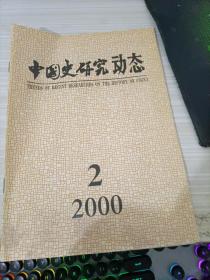 中国史研究动态
TRENDS OF RECENT RESEARCHES ON THE HISTORY OF CHINA
2
2000